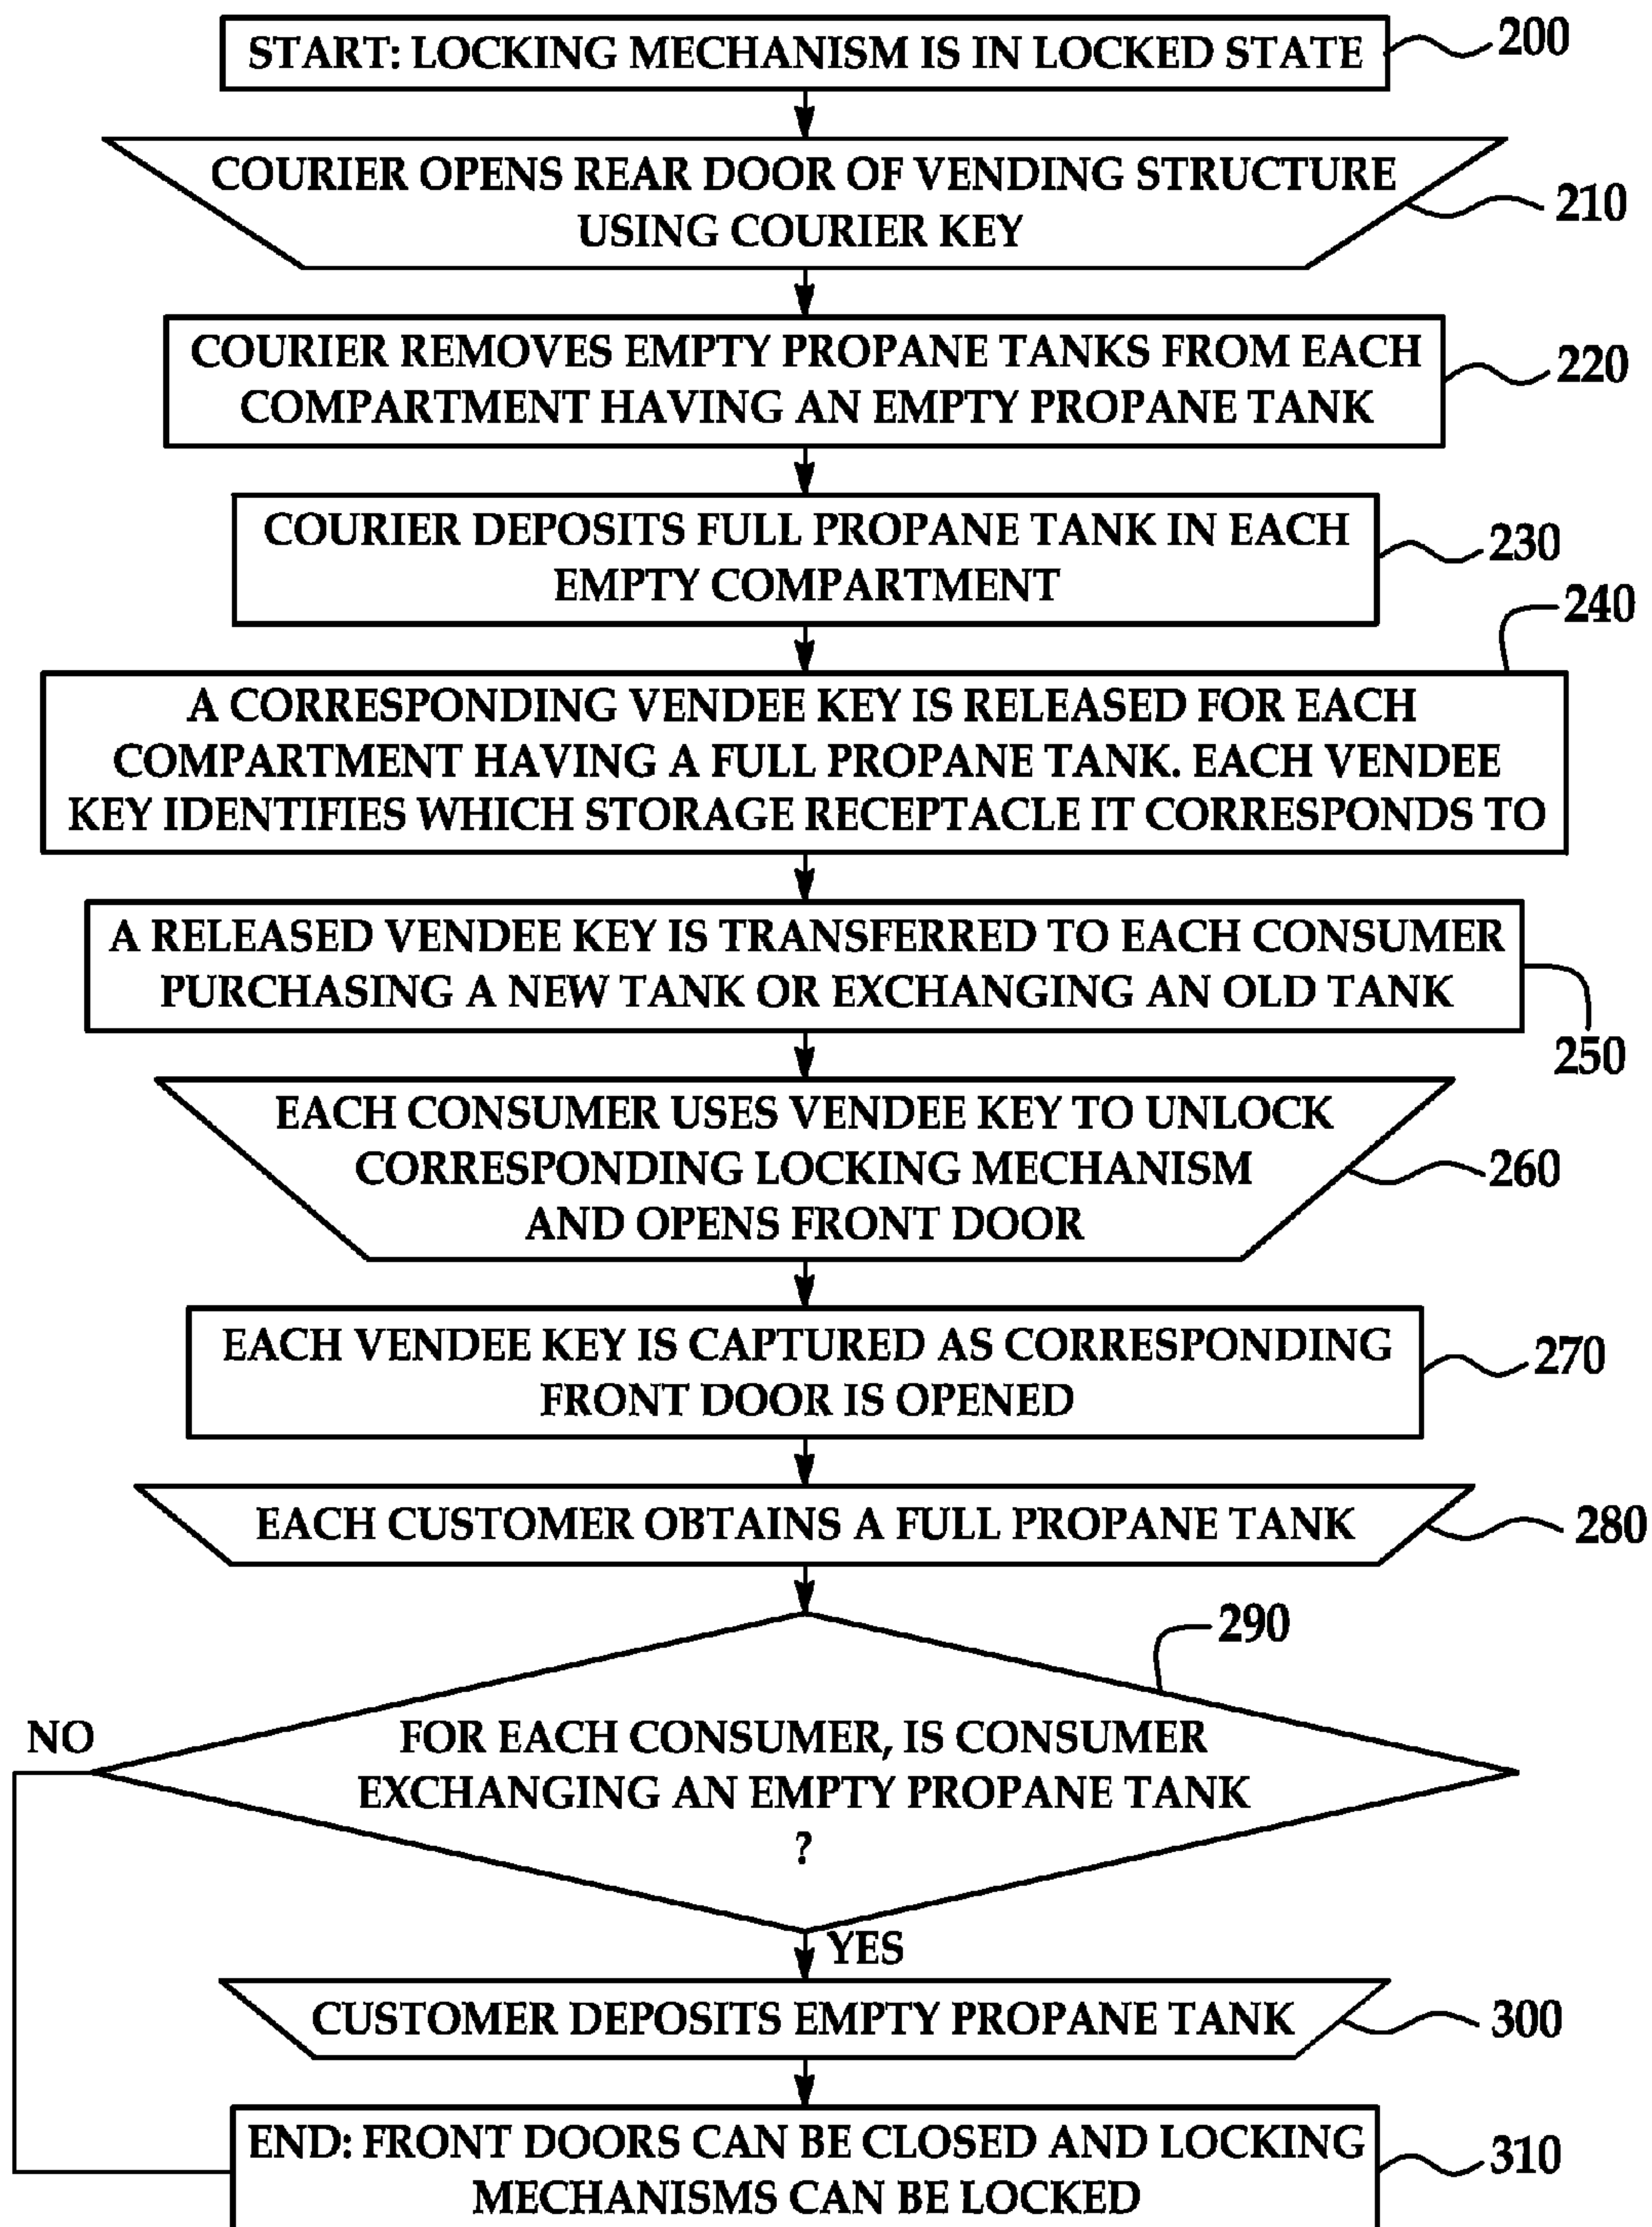 START: LOCKING MECHANISM IS IN LOCKED STATE
200
COURIER OPENS REAR DOOR OF VENDING STRUCTURE
USING COURIER KEY
210
COURIER REMOVES EMPTY PROPANE TANKS FROM EACH
COMPARTMENT HAVING AN EMPTY PROPANE TANK
220
COURIER DEPOSITS FULL PROPANE TANK IN EACH
EMPTY COMPARTMENT
230
240
A CORRESPONDING VENDEE KEY IS RELEASED FOR EACH
COMPARTMENT HAVING A FULL PROPANE TANK. EACH VENDEE
KEY IDENTIFIES WHICH STORAGE RECEPTACLE IT CORRESPONDS TO
A RELEASED VENDEE KEY IS TRANSFERRED TO EACH CONSUMER
PURCHASING A NEW TANK OR EXCHANGING AN OLD TANK
250
EACH CONSUMER USES VENDEE KEY TO UNLOCK
CORRESPONDING LOCKING MECHANISM
AND OPENS FRONT DOOR
260
EACH VENDEE KEY IS CAPTURED AS CORRESPONDING
FRONT DOOR IS OPENED
270
EACH CUSTOMER OBTAINS A FULL PROPANE TANK
280
290
NO
FOR EACH CONSUMER, IS CONSUMER
EXCHANGING AN EMPTY PROPANE TANK
?
YES
CUSTOMER DEPOSITS EMPTY PROPANE TANK
300
END: FRONT DOORS CAN BE CLOSED AND LOCKING
MECHANISMS CAN BE LOCKED
310